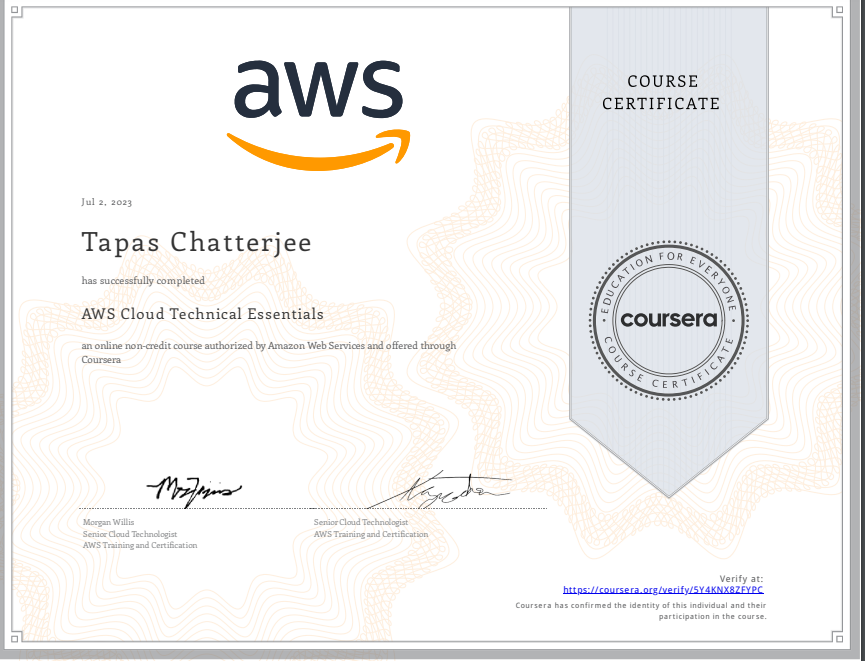 aws
COURSE
CERTIFICATE
Jul 2, 2023
Tapas Chatterjee
has successfully completed
AWS Cloud Technical Essentials
an online non-credit course authorized by Amazon Web Services and offered through
Coursera
EDUCATION FOR EVERYONE
coursera
COURSE CERTIFICATE
Morgan Willis
Senior Cloud Technologist
AWS Training and Certification
Senior Cloud Technologist
AWS Training and Certification
Verify at:
https://coursera.org/verify/5Y4KNX8ZFYPC
Coursera has confirmed the identity of this individual and their
participation in the course.